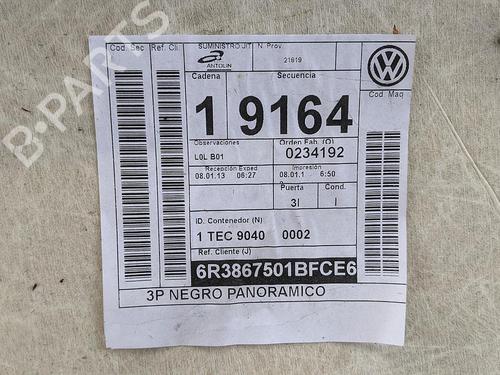 Cod. Sec
Ref. Cli
SUMINISTRO JIT
N. Prov.
ANTOLIN
21819
Cadena
Secuencia
VW
Cod Maq
1 9164
Observaciones
Orden Fab. (O)
L0L B01
0234192
Recepción Exped
Impresión
08.01.13 06:27
08.01.1 6:50
Puerta
Cond.
3I
I
ID. Contenedor (N)
1 TEC 9040 0002
Ref. Cliente (J)
6R3867501BFCE6
3P NEGRO PANORAMICO
B-PARTS